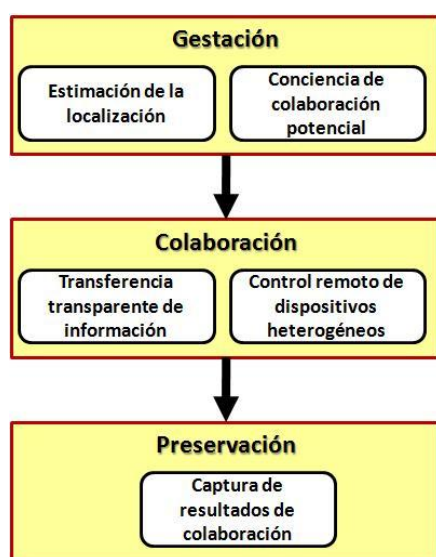 Gestación
Estimación de la
localización
Conciencia de
colaboración
potencial
Colaboración
Transferencia
transparente de
información
Control remoto de
dispositivos
heterogéneos
Preservación
Captura de
resultados de
colaboración